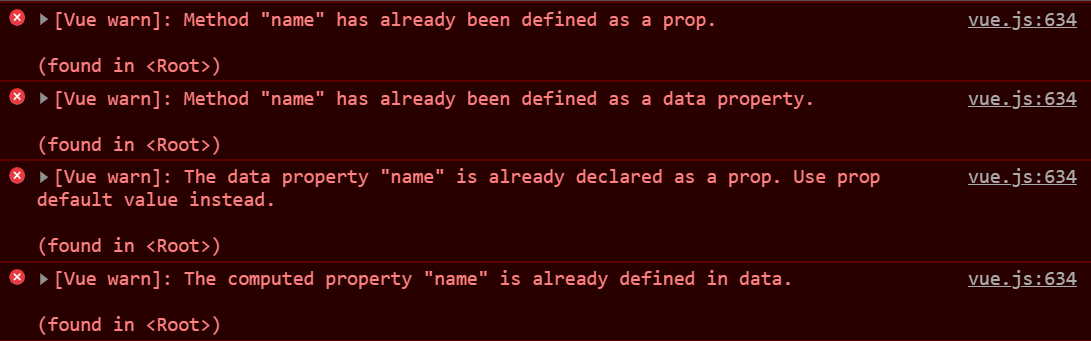 [Vue warn]: Method "name" has already been defined as a prop. vue.js:634
(found in <Root>)
[Vue warn]: Method "name" has already been defined as a data property. vue.js:634
(found in <Root>)
[Vue warn]: The data property "name" is already declared as a prop. Use prop vue.js:634
default value instead.
(found in <Root>)
[Vue warn]: The computed property "name" is already defined in data. vue.js:634
(found in <Root>)